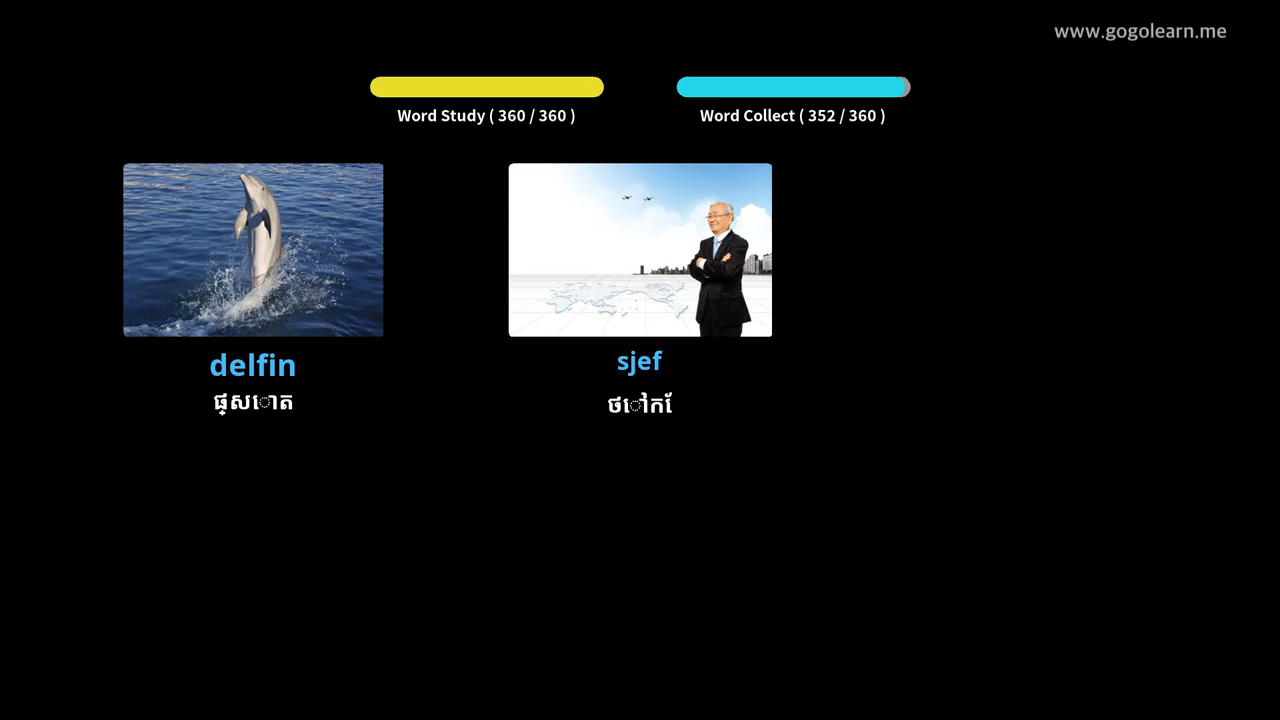 www.gogolearn.me
Word Study ( 360 / 360 )
Word Collect ( 352 / 360 )
delfin
sjef
ផ្សោត
ថៅកែ